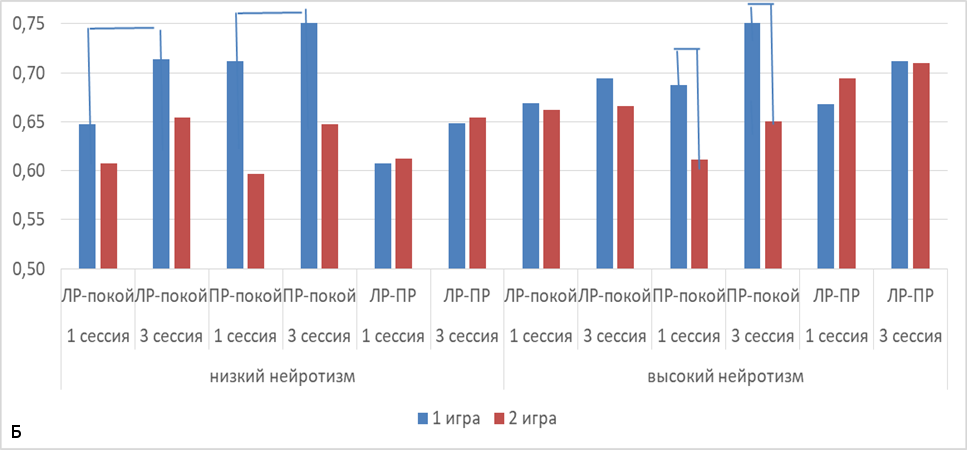 0,75
0,70
0,65
0,60
0,55
0,50
ЛР-покой ЛР-покой ПР-покой ПР-покой ЛР-ПР ЛР-ПР ЛР-покой ЛР-покой ПР-покой ПР-покой ЛР-ПР ЛР-ПР
1 сессия 3 сессия 1 сессия 3 сессия 1 сессия 3 сессия 1 сессия 3 сессия 1 сессия 3 сессия 1 сессия 3 сессия
низкий нейротизм высокий нейротизм
1 игра 2 игра
Б